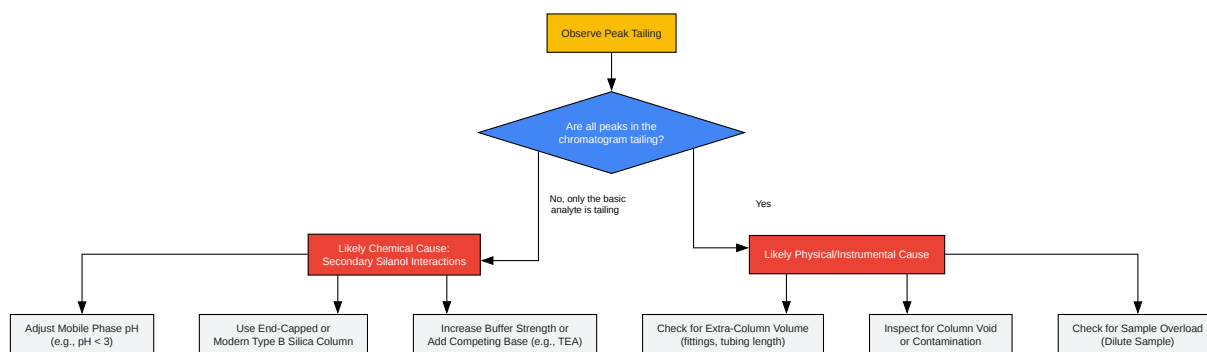 Observe Peak Tailing
Are all peaks in the
chromatogram tailing?
No, only the basic
analyte is tailing
Yes
Likely Chemical Cause:
Secondary Silanol Interactions
Likely Physical/Instrumental Cause
Adjust Mobile Phase pH
(e.g., pH < 3)
Use End-Capped or
Modern Type B Silica Column
Increase Buffer Strength or
Add Competing Base (e.g., TEA)
Check for Extra-Column Volume
(fittings, tubing length)
Inspect for Column Void
or Contamination
Check for Sample Overload
(Dilute Sample)